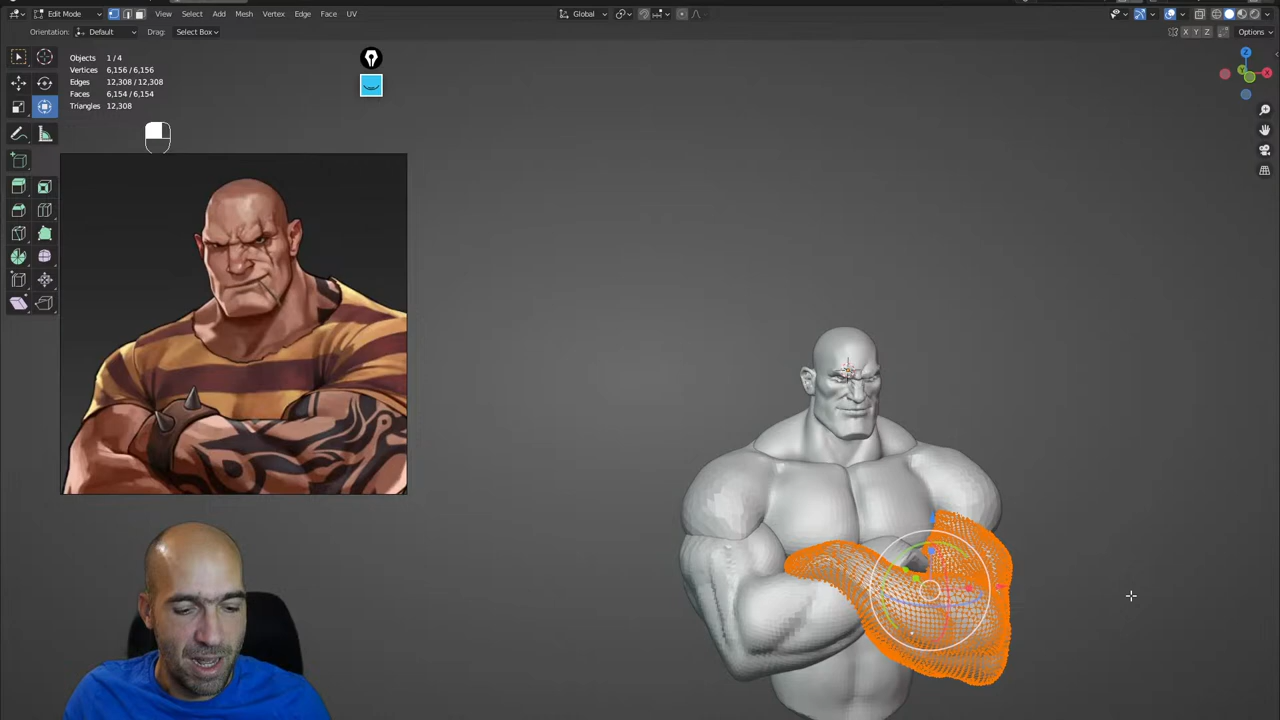 Edit Mode View Select Add Mesh Vertex Edge Face UV Global
Orientation: Default Drag: Select Box X Y Z Options
Objects 1 / 4
Vertices 6,156 / 6,156
Edges 12,308 / 12,308
Faces 6,154 / 6,154
Triangles 12,308
Z
X
Y